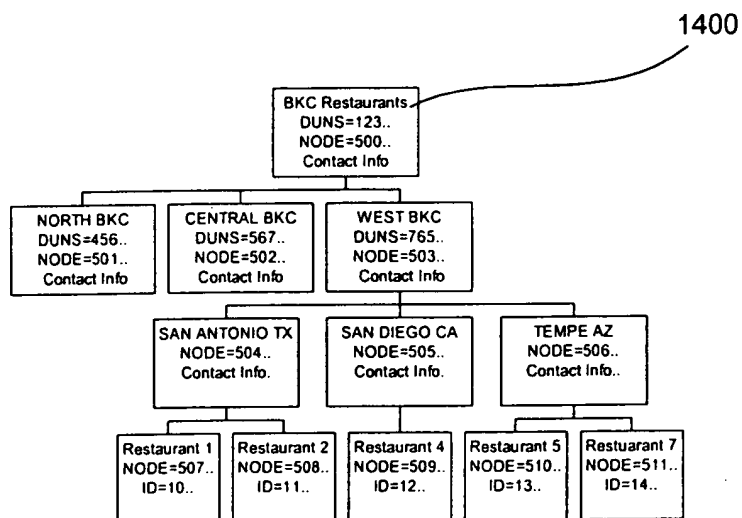 1400
BKC Restaurants
DUNS=123..
NODE=500..
Contact Info
NORTH BKC
DUNS=456..
NODE=501..
Contact Info
CENTRAL BKC
DUNS=567..
NODE=502..
Contact Info
WEST BKC
DUNS=765..
NODE=503..
Contact Info
SAN ANTONIO TX
NODE=504..
Contact Info.
SAN DIEGO CA
NODE=505..
Contact Info.
TEMPE AZ
NODE=506..
Contact Info..
Restaurant 1
NODE=507..
ID=10..
Restaurant 2
NODE=508..
ID=11..
Restaurant 4
NODE=509..
ID=12..
Restaurant 5
NODE=510..
ID=13..
Restuarant 7
NODE=511..
ID=14..